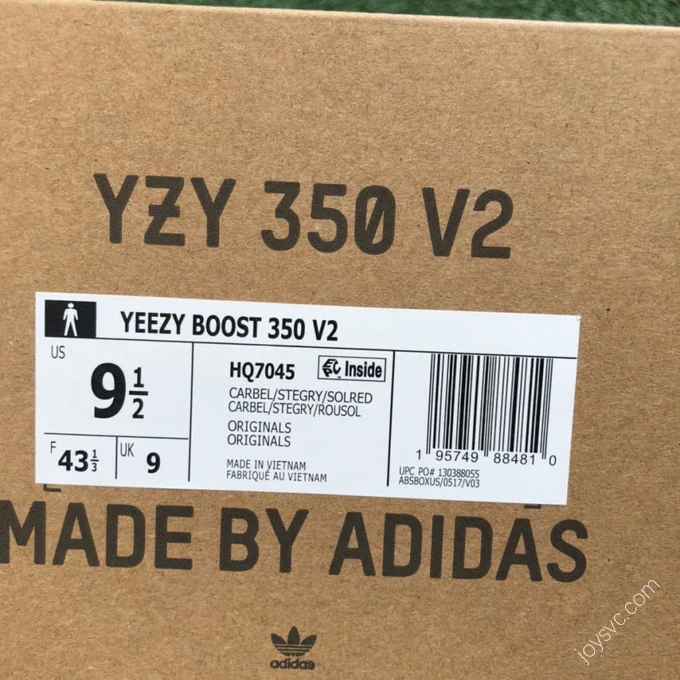 YZY 350 V2
YEEZY BOOST 350 V2
US
9 1/2
F
43 1/3
UK
9
HQ7045
Inside
CARBEL/STEGRY/SOLRED
CARBEL/STEGRY/ROUSOL
ORIGINALS
ORIGINALS
MADE IN VIETNAM
FABRIQUÉ AU VIETNAM
1 95749 88481 0
UPC PO# 130388055
ABSBOXUS/0517/V03
MADE BY ADIDAS
adidas
joysvc.com